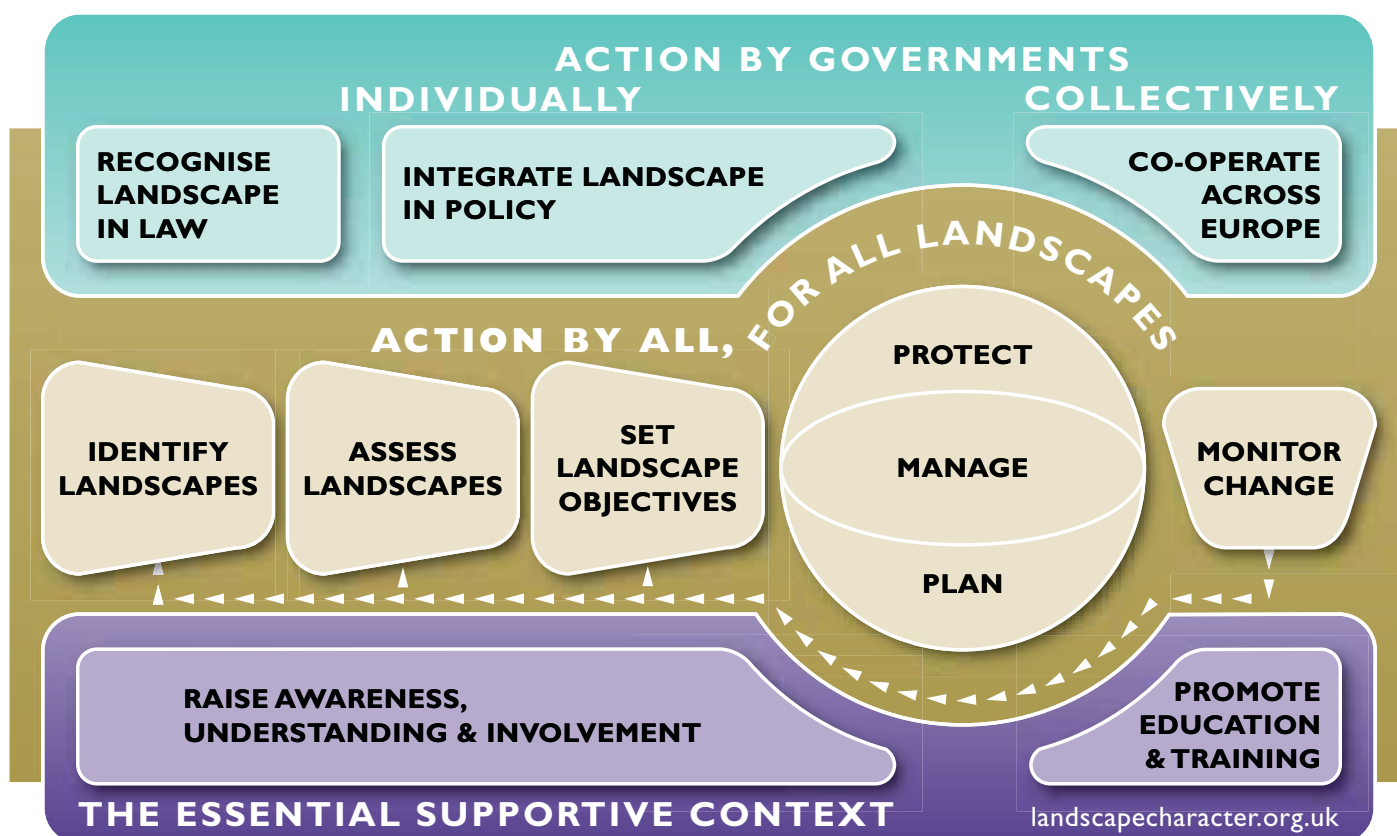 ACTION BY GOVERNMENTS
INDIVIDUALLY
COLLECTIVELY
RECOGNISE
LANDSCAPE
IN LAW
INTEGRATE LANDSCAPE
IN POLICY
CO-OPERATE
ACROSS
EUROPE
ACTION BY ALL, FOR ALL LANDSCAPES
IDENTIFY
LANDSCAPES
ASSESS
LANDSCAPES
SET
LANDSCAPE
OBJECTIVES
PROTECT
MANAGE
PLAN
MONITOR
CHANGE
RAISE AWARENESS,
UNDERSTANDING & INVOLVEMENT
PROMOTE
EDUCATION
& TRAINING
THE ESSENTIAL SUPPORTIVE CONTEXT
landscapecharacter.org.uk